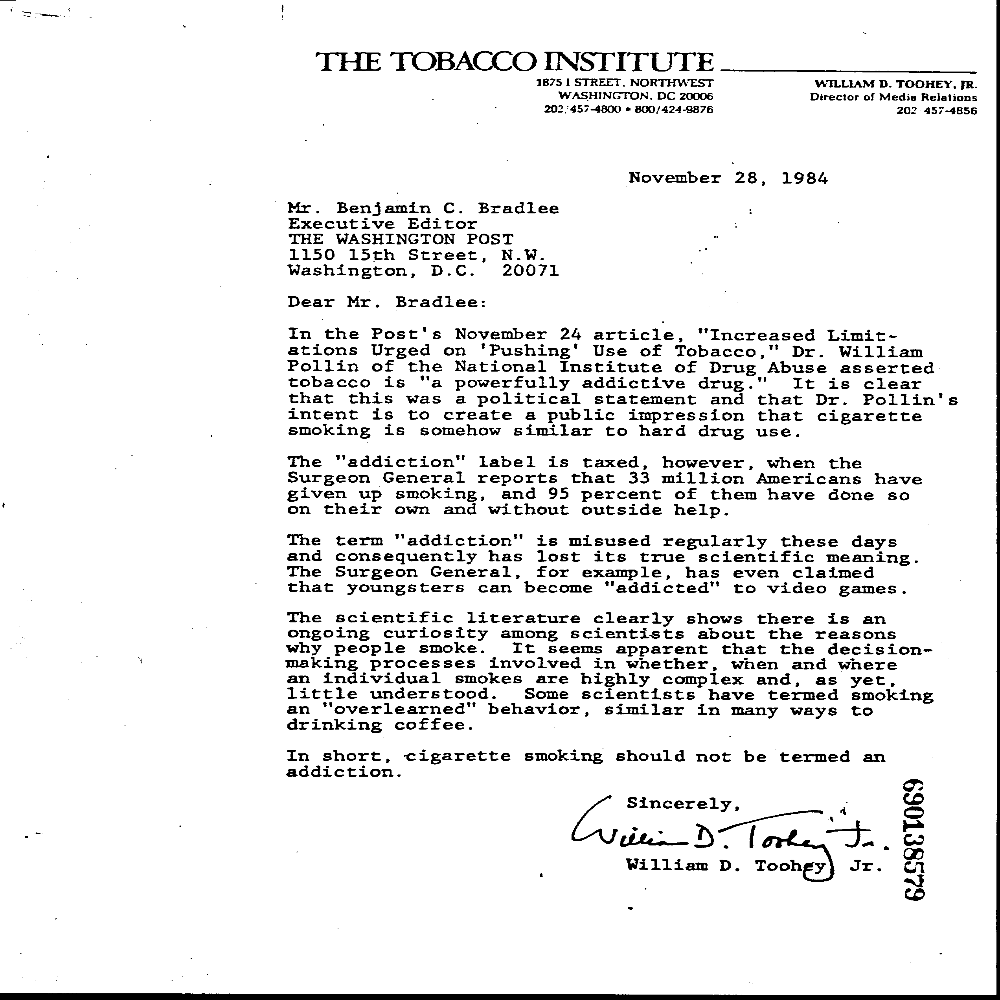 THE TOBACCO INSTITUTE
1875 I STREET, NORTHWEST
WASHINGTON, DC 20006
202/457-4800 • 800/424-9876
WILLIAM D. TOOHEY, JR.
Director of Media Relations
202 457-4856
November 28, 1984
Mr. Benjamin C. Bradlee
Executive Editor
THE WASHINGTON POST
1150 15th Street, N.W.
Washington, D.C. 20071
Dear Mr. Bradlee:
In the Post's November 24 article, "Increased Limit-
ations Urged on 'Pushing' Use of Tobacco," Dr. William
Pollin of the National Institute of Drug Abuse asserted
tobacco is "a powerfully addictive drug." It is clear
that this was a political statement and that Dr. Pollin's
intent is to create a public impression that cigarette
smoking is somehow similar to hard drug use.
The "addiction" label is taxed, however, when the
Surgeon General reports that 33 million Americans have
given up smoking, and 95 percent of them have done so
on their own and without outside help.
The term "addiction" is misused regularly these days
and consequently has lost its true scientific meaning.
The Surgeon General, for example, has even claimed
that youngsters can become "addicted" to video games.
The scientific literature clearly shows there is an
ongoing curiosity among scientists about the reasons
why people smoke. It seems apparent that the decision-
making processes involved in whether, when and where
an individual smokes are highly complex and, as yet,
little understood. Some scientists have termed smoking
an "overlearned" behavior, similar in many ways to
drinking coffee.
In short, cigarette smoking should not be termed an
addiction.
Sincerely,
William D. Toohey Jr.
William D. Toohey Jr.
690138579